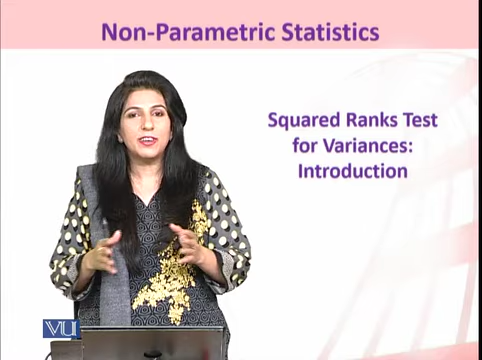 Non-Parametric Statistics
Squared Ranks Test
for Variances:
Introduction
VU